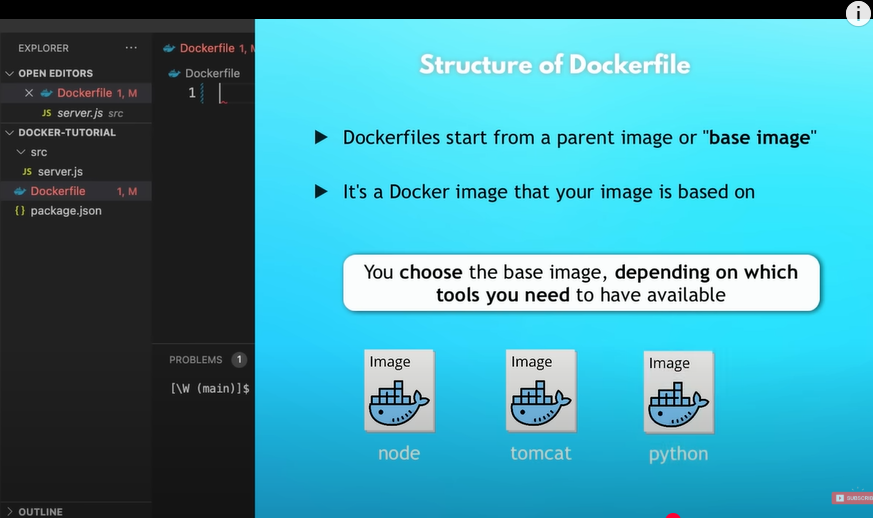 i
EXPLORER ...
OPEN EDITORS
Dockerfile 1, M
JS server.js src
DOCKER-TUTORIAL
src
JS server.js
Dockerfile 1, M
{} package.json
OUTLINE
Dockerfile 1, M
Dockerfile
1
PROBLEMS 1
[\W (main)]$
Structure of Dockerfile
Dockerfiles start from a parent image or "base image"
It's a Docker image that your image is based on
You choose the base image, depending on which
tools you need to have available
Image Image Image
node tomcat python